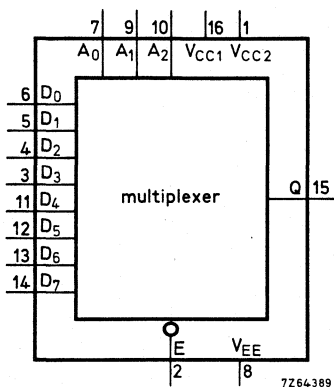 7 9 10 16 1
A0 A1 A2 VCC1 VCC2
6 D0
5 D1
4 D2
3 D3
multiplexer
Q 15
11 D4
12 D5
13 D6
14 D7
E VEE
2 8
7Z64389